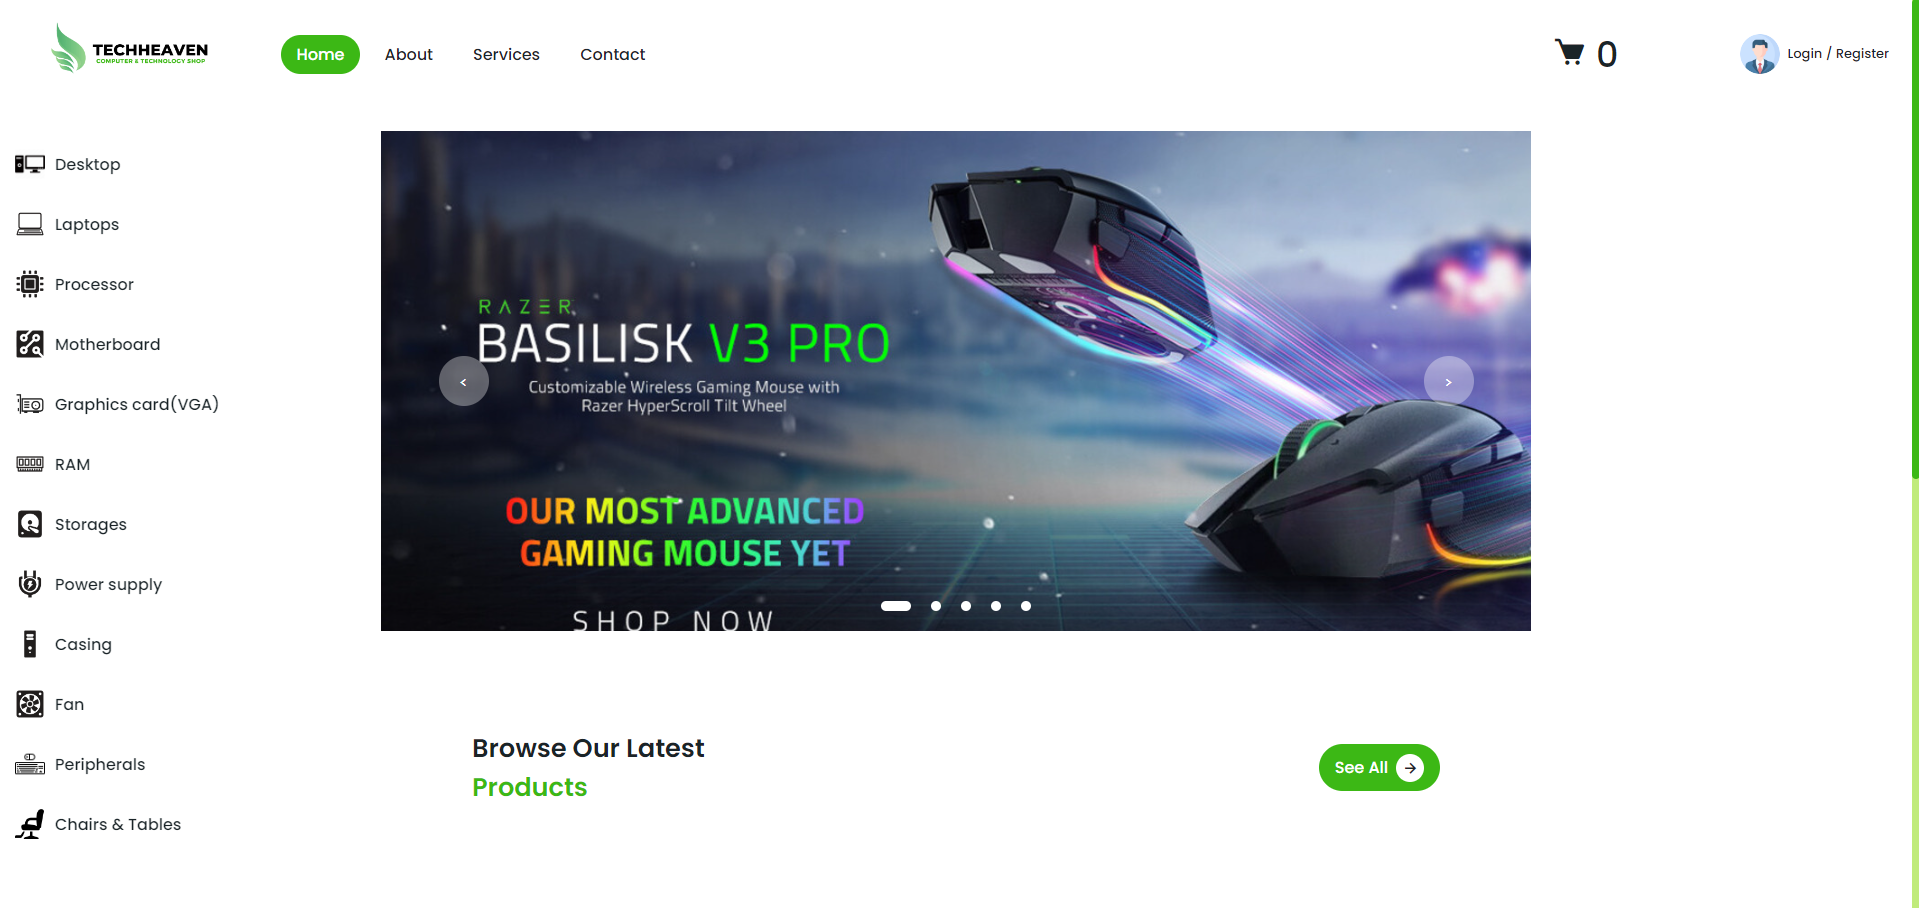 TECHHEAVEN
COMPUTER & TECHNOLOGY SHOP
Home
About
Services
Contact
0
Login / Register
Desktop
Laptops
Processor
Motherboard
Graphics card(VGA)
RAM
Storages
Power supply
Casing
Fan
Peripherals
Chairs & Tables
RAZER
BASILISK V3 PRO
Customizable Wireless Gaming Mouse with
Razer HyperScroll Tilt Wheel
<
>
OUR MOST ADVANCED
GAMING MOUSE YET
SHOP NOW
Browse Our Latest
Products
See All →